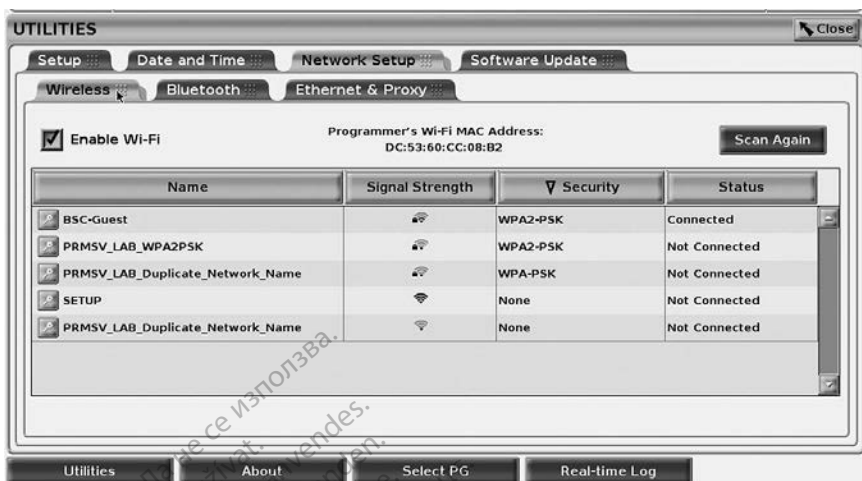 UTILITIES
Close
Setup Date and Time Network Setup Software Update
Wireless Bluetooth Ethernet & Proxy
Enable Wi-Fi
Programmer's Wi-Fi MAC Address:
DC:53:60:CC:08:B2
Scan Again
Name Signal Strength Security Status
BSC-Guest WPA2-PSK Connected
PRMSV_LAB_WPA2PSK WPA2-PSK Not Connected
PRMSV_LAB_Duplicate_Network_Name WPA-PSK Not Connected
SETUP None Not Connected
PRMSV_LAB_Duplicate_Network_Name None Not Connected
не се използва.
Utilities About Select PG Real-time Log